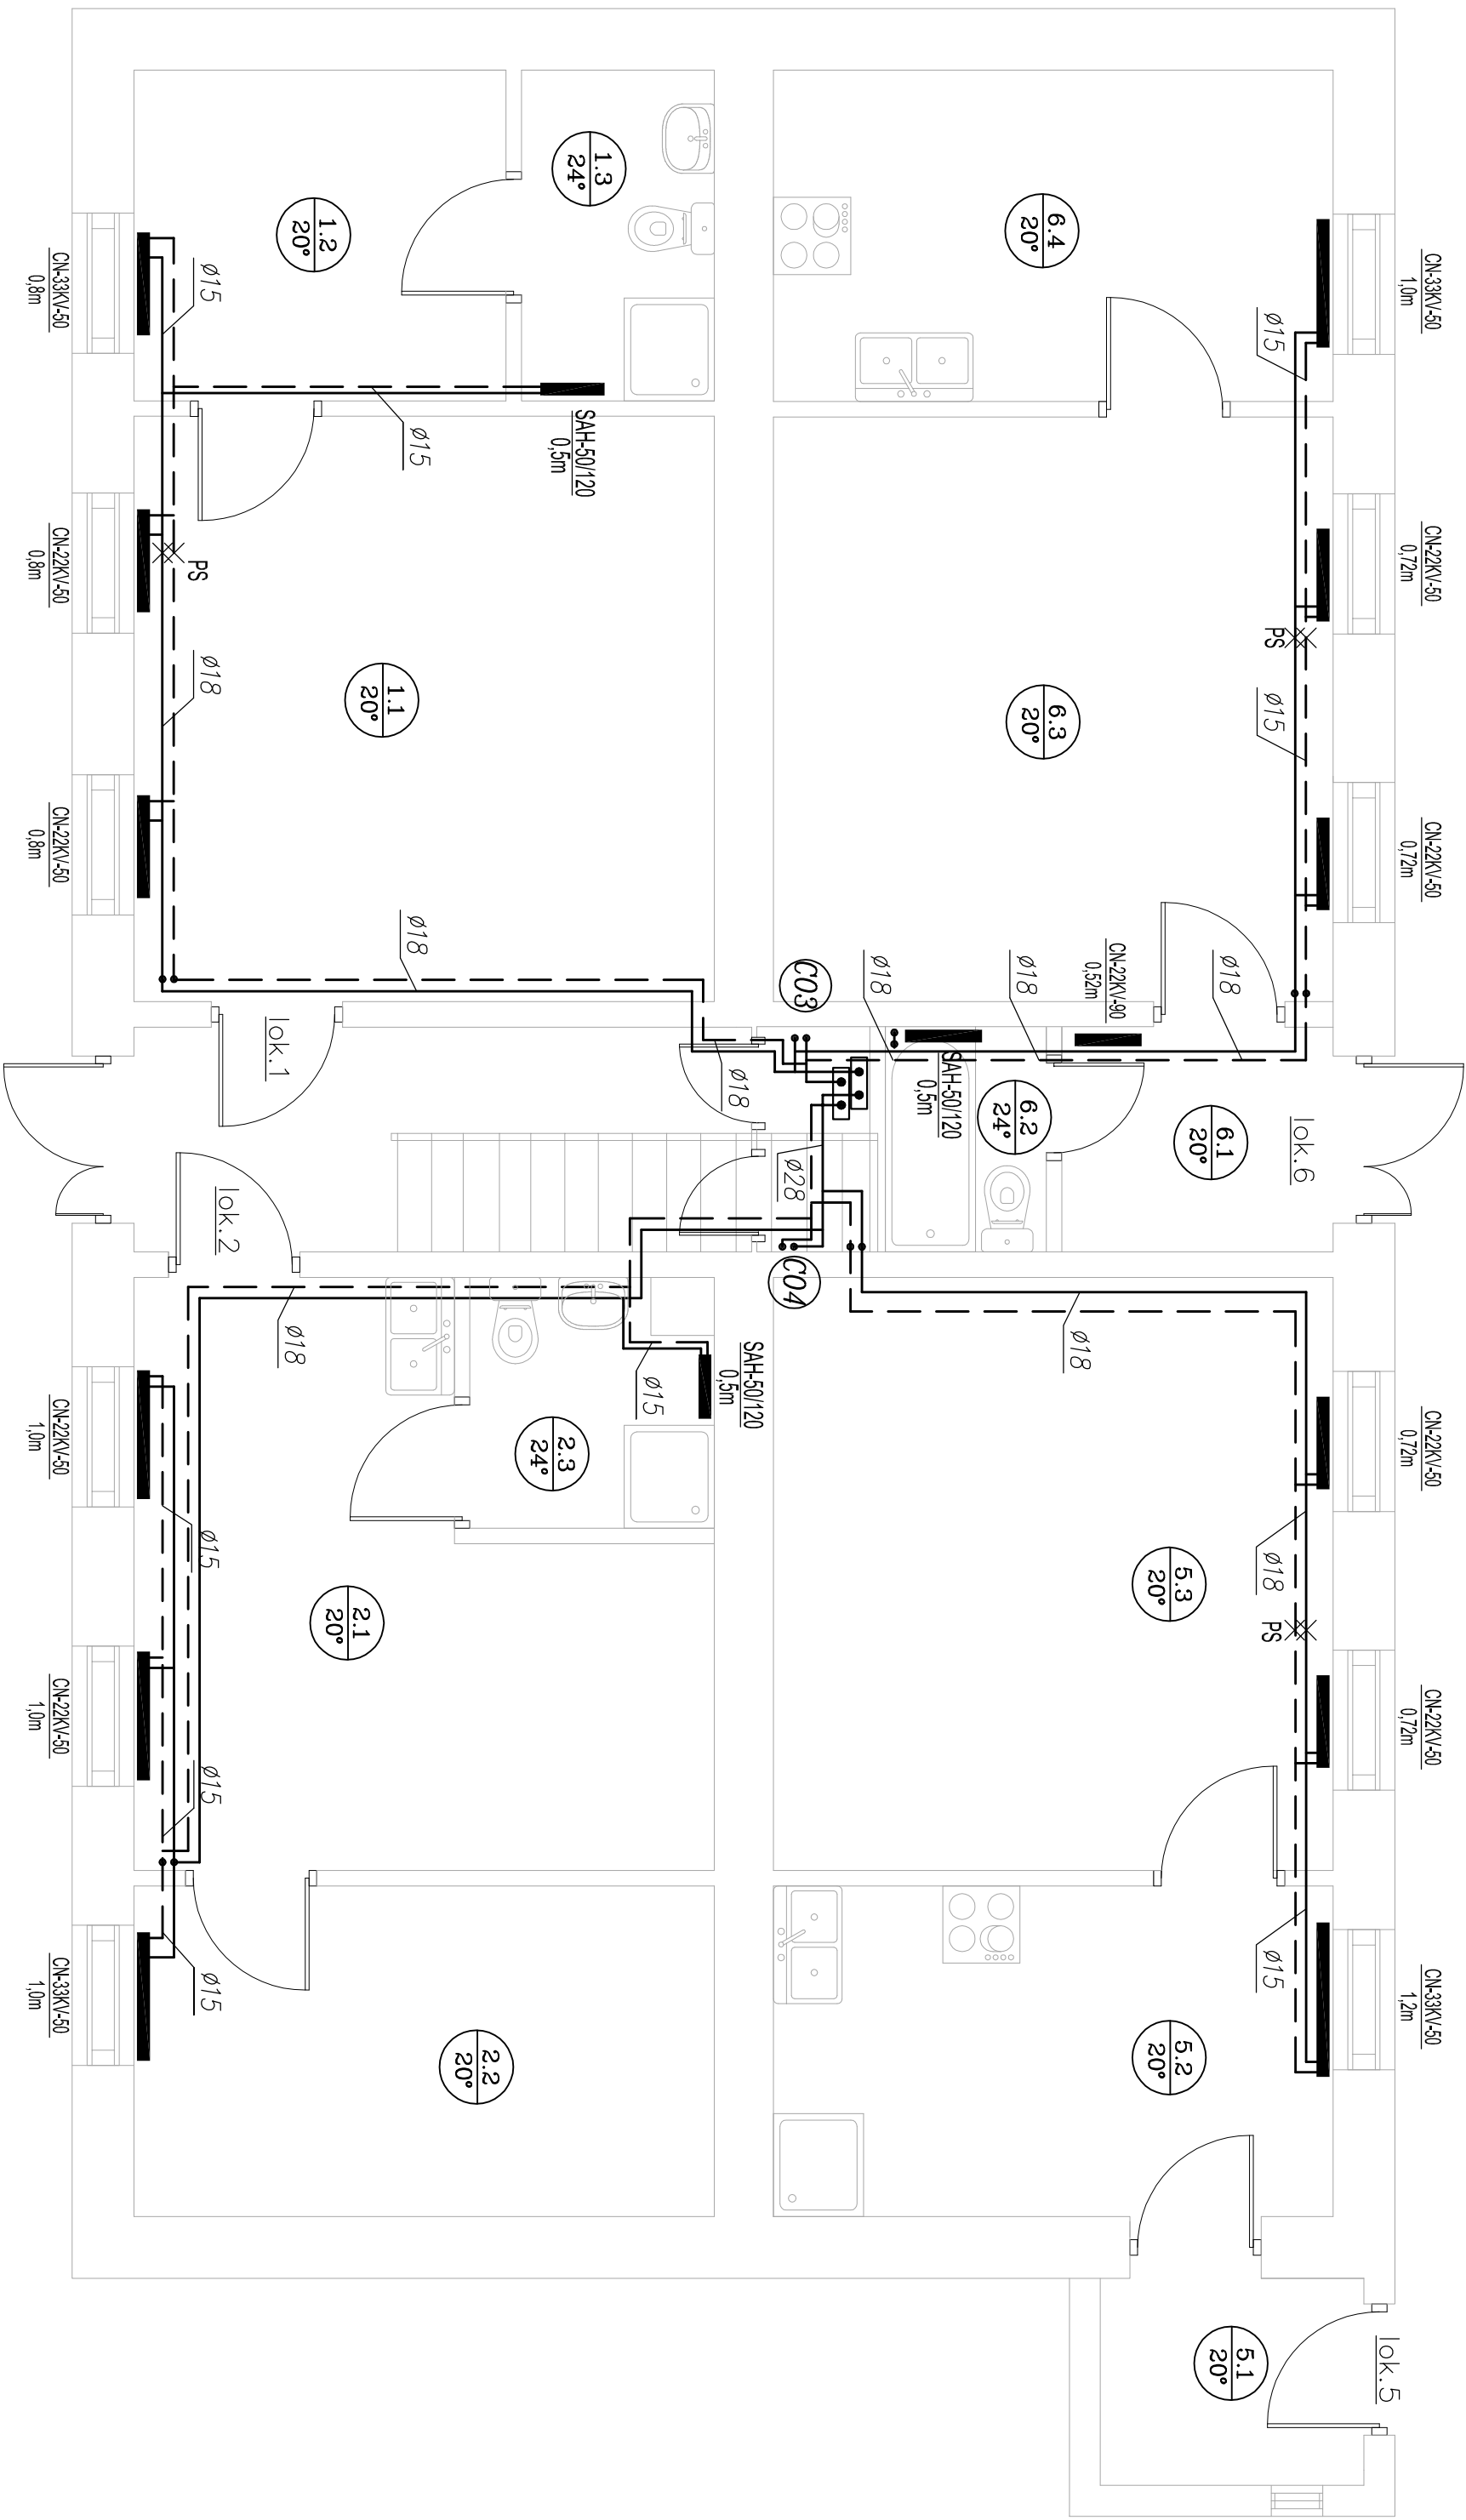 CN-33KV-50
1,0m
CN-22KV-50
0,72m
CN-22KV-50
0,72m
CN-22KV-50
0,72m
CN-22KV-50
0,72m
CN-33KV-50
1,2m
lok.5
lok.6
ø15
PS
ø15
ø18
ø18
PS
ø15
5.1
20°
6.1
20°
5.3
20°
5.2
20°
CN-22KV-90
0,52m
6.4
20°
6.3
20°
ø18
6.2
24°
ø18
SAH-50/120
0,5m
ø18
ø18
C03
C04
ø28
ø18
SAH-50/120
0,5m
ø15
1.3
24°
SAH-50/120
0,5m
2.3
24°
2.2
20°
ø15
ø18
1.1
20°
2.1
20°
1.2
20°
lok.1
ø18
lok.2
ø15
PS
ø18
ø15
ø15
ø15
CN-33KV-50
0,8m
CN-22KV-50
0,8m
CN-22KV-50
0,8m
CN-22KV-50
1,0m
CN-22KV-50
1,0m
CN-33KV-50
1,0m